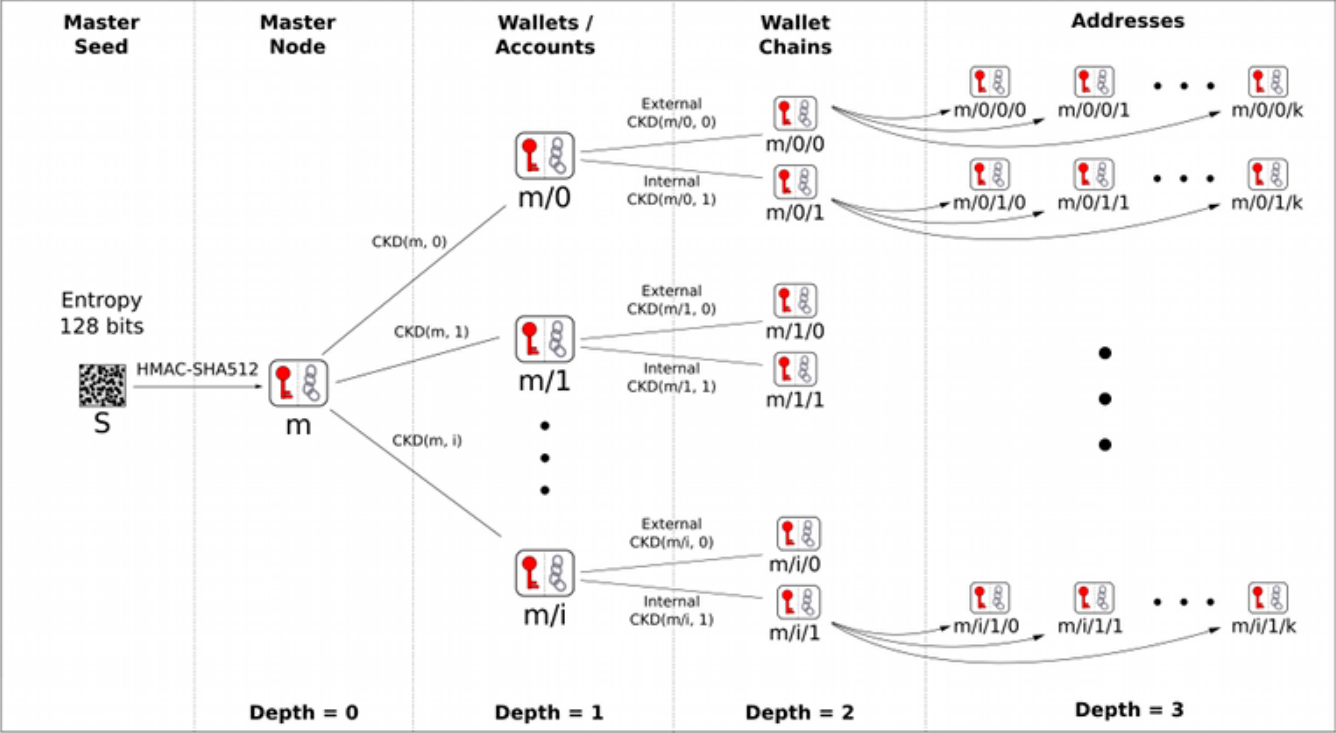 Master
Seed
Master
Node
Wallets /
Accounts
Wallet
Chains
Addresses
Entropy
128 bits
S
HMAC-SHA512
m
CKD(m, 0)
CKD(m, 1)
CKD(m, i)
m/0
m/1
m/i
External
CKD(m/0, 0)
Internal
CKD(m/0, 1)
External
CKD(m/1, 0)
Internal
CKD(m/1, 1)
External
CKD(m/i, 0)
Internal
CKD(m/i, 1)
m/0/0
m/0/1
m/1/0
m/1/1
m/i/0
m/i/1
m/0/0/0 m/0/0/1 m/0/0/k
m/0/1/0 m/0/1/1 m/0/1/k
m/i/1/0 m/i/1/1 m/i/1/k
Depth = 0 Depth = 1 Depth = 2 Depth = 3